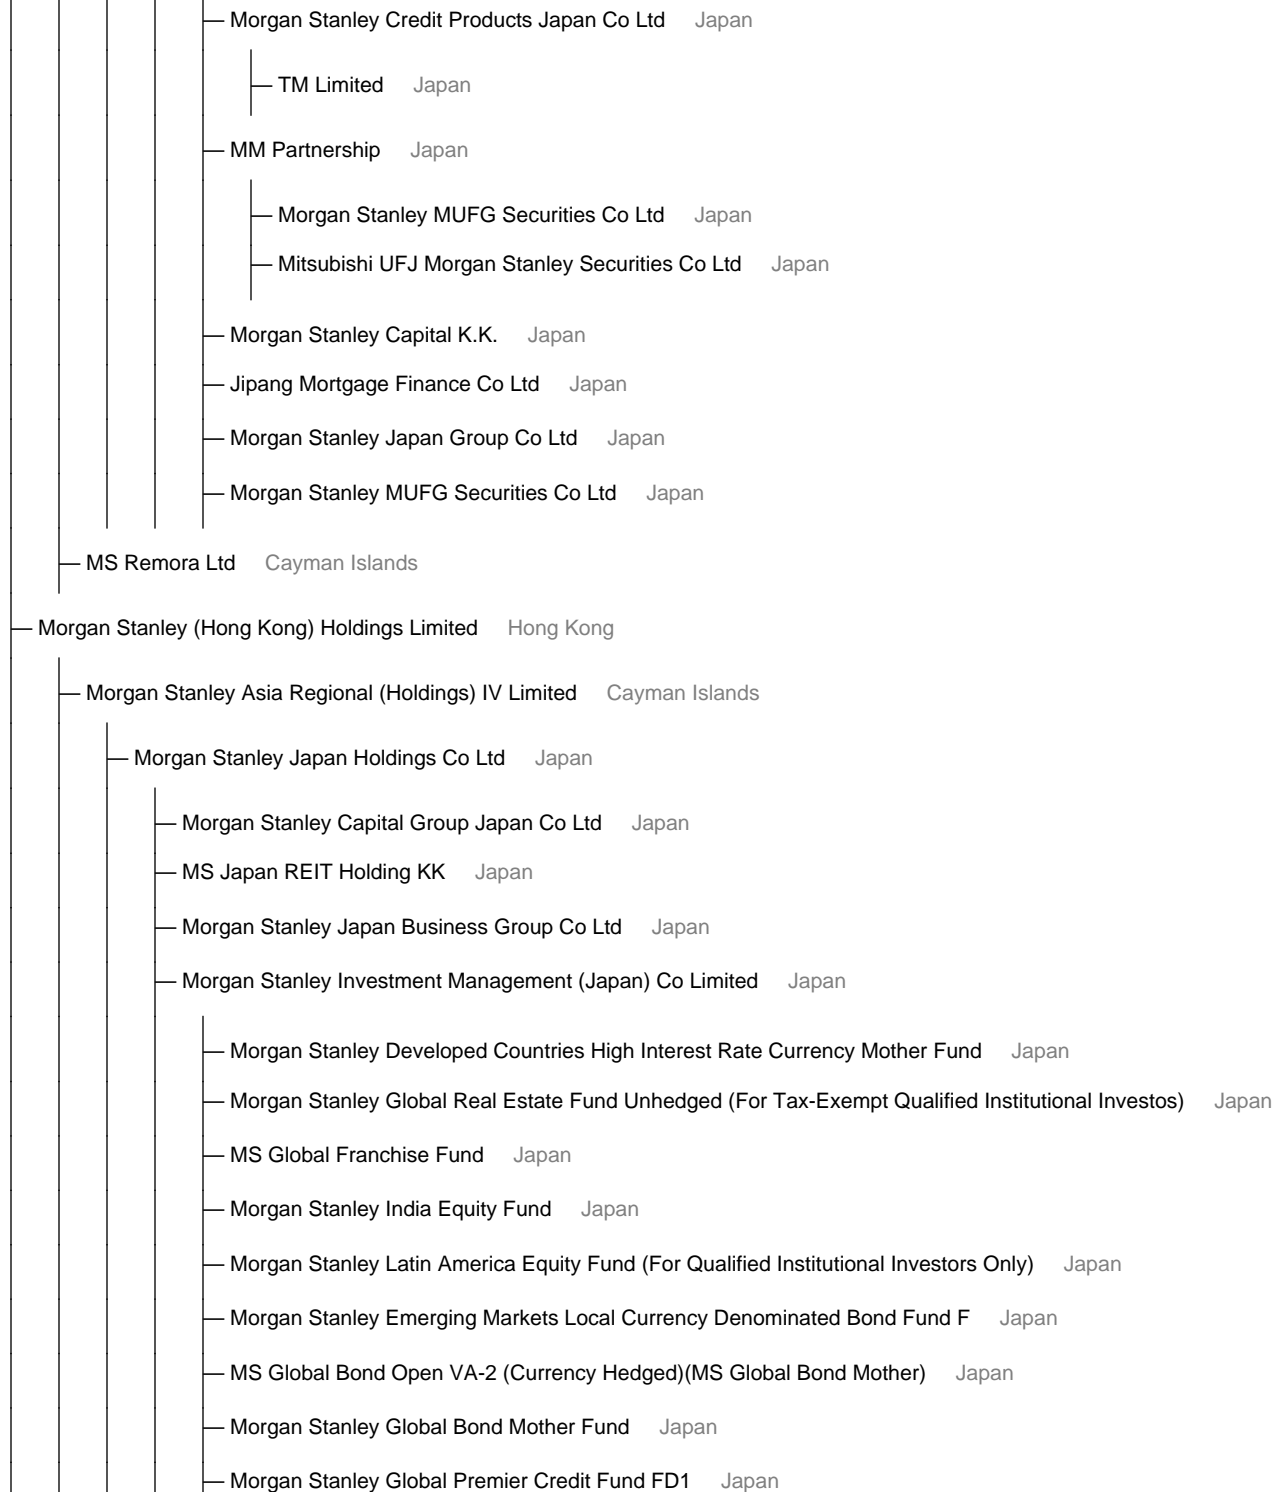 Morgan Stanley Credit Products Japan Co Ltd Japan
TM Limited Japan
MM Partnership Japan
Morgan Stanley MUFG Securities Co Ltd Japan
Mitsubishi UFJ Morgan Stanley Securities Co Ltd Japan
Morgan Stanley Capital K.K. Japan
Jipang Mortgage Finance Co Ltd Japan
Morgan Stanley Japan Group Co Ltd Japan
Morgan Stanley MUFG Securities Co Ltd Japan
MS Remora Ltd Cayman Islands
Morgan Stanley (Hong Kong) Holdings Limited Hong Kong
Morgan Stanley Asia Regional (Holdings) IV Limited Cayman Islands
Morgan Stanley Japan Holdings Co Ltd Japan
Morgan Stanley Capital Group Japan Co Ltd Japan
MS Japan REIT Holding KK Japan
Morgan Stanley Japan Business Group Co Ltd Japan
Morgan Stanley Investment Management (Japan) Co Limited Japan
Morgan Stanley Developed Countries High Interest Rate Currency Mother Fund Japan
Morgan Stanley Global Real Estate Fund Unhedged (For Tax-Exempt Qualified Institutional Investos) Japan
MS Global Franchise Fund Japan
Morgan Stanley India Equity Fund Japan
Morgan Stanley Latin America Equity Fund (For Qualified Institutional Investors Only) Japan
Morgan Stanley Emerging Markets Local Currency Denominated Bond Fund F Japan
MS Global Bond Open VA-2 (Currency Hedged)(MS Global Bond Mother) Japan
Morgan Stanley Global Bond Mother Fund Japan
Morgan Stanley Global Premier Credit Fund FD1 Japan